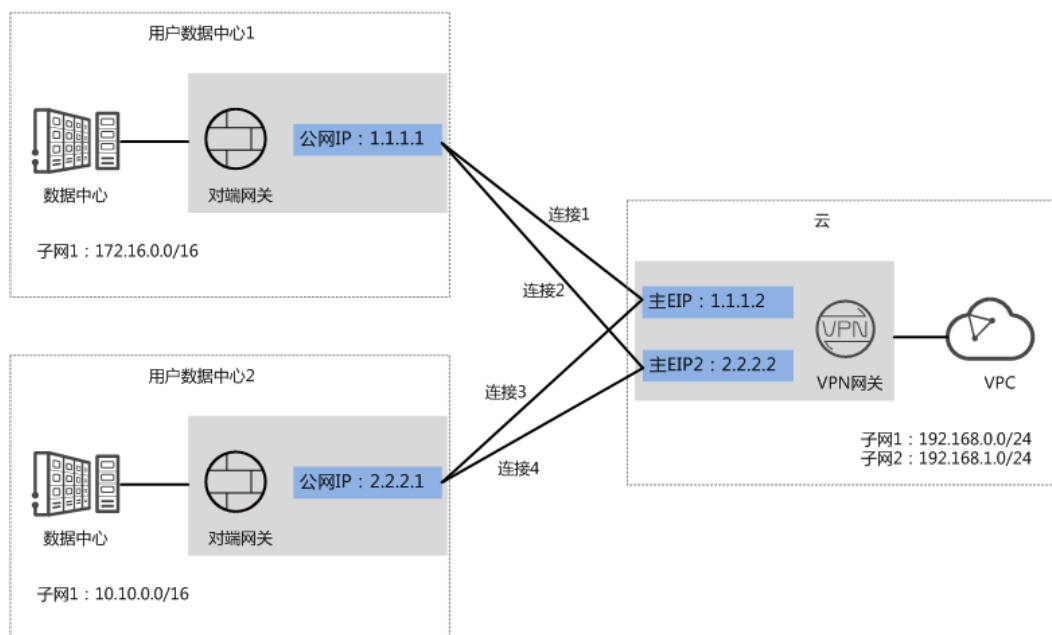 用户数据中心1
公网IP：1.1.1.1
数据中心
对端网关
子网1：172.16.0.0/16
连接1
连接2
云
主EIP：1.1.1.2
主EIP2：2.2.2.2
VPN
VPN网关
VPC
子网1：192.168.0.0/24
子网2：192.168.1.0/24
用户数据中心2
连接3
连接4
公网IP：2.2.2.1
数据中心
对端网关
子网1：10.10.0.0/16